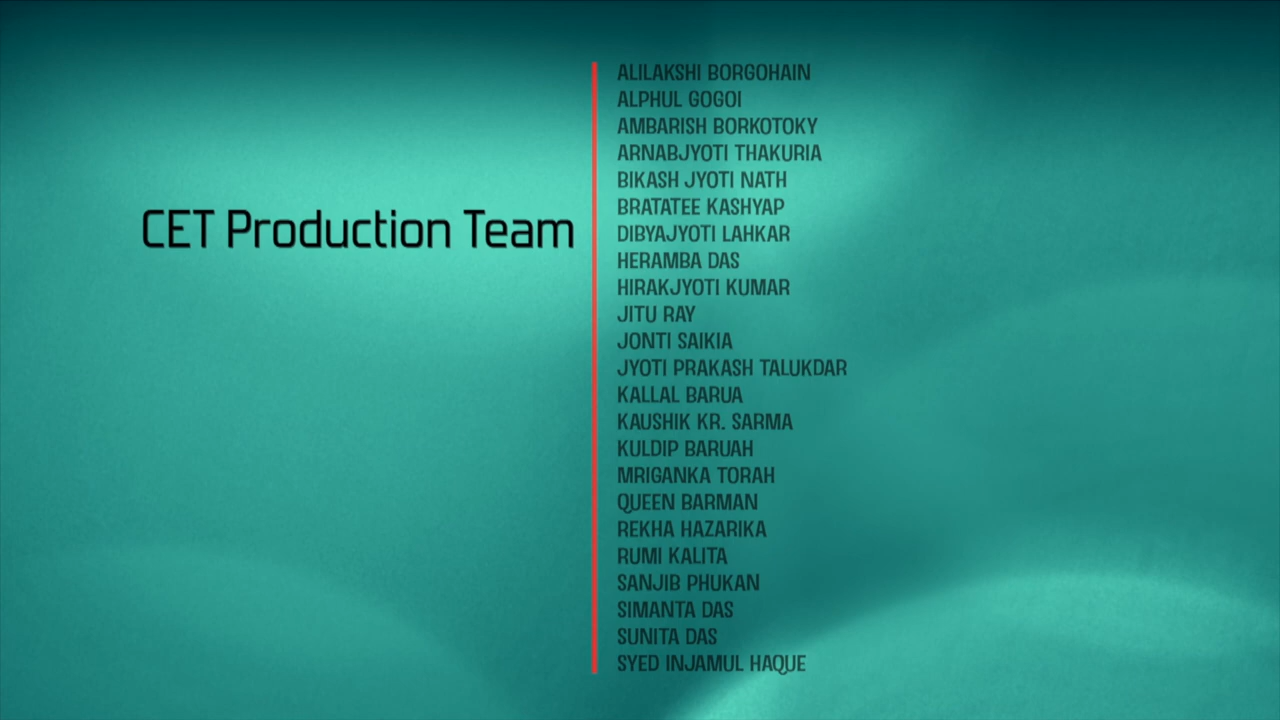 CET Production Team
ALILAKSHI BORGOHAIN
ALPHUL GOGOI
AMBARISH BORKOTOKY
ARNABJYOTI THAKURIA
BIKASH JYOTI NATH
BRATATEE KASHYAP
DIBYAJYOTI LAHKAR
HERAMBA DAS
HIRAKJYOTI KUMAR
JITU RAY
JONTI SAIKIA
JYOTI PRAKASH TALUKDAR
KALLAL BARUA
KAUSHIK KR. SARMA
KULDIP BARUAH
MRIGANKA TORAH
QUEEN BARMAN
REKHA HAZARIKA
RUMI KALITA
SANJIB PHUKAN
SIMANTA DAS
SUNITA DAS
SYED INJAMUL HAQUE